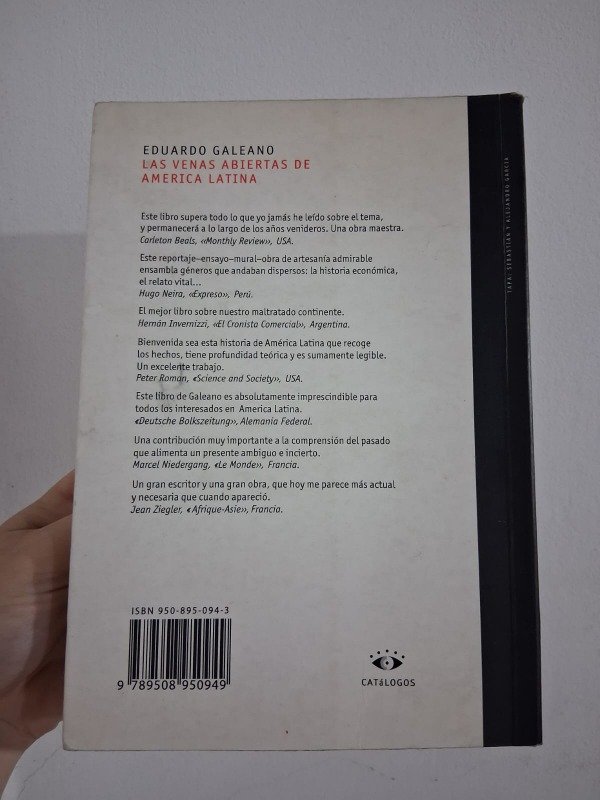 EDUARDO GALEANO
LAS VENAS ABIERTAS DE
AMERICA LATINA
Este libro supera todo lo que yo jamás he leído sobre el tema,
y permanecerá a lo largo de los años venideros. Una obra maestra.
Carleton Beals, «Monthly Review», USA.
Este reportaje–ensayo–mural–obra de artesanía admirable
ensambla géneros que andaban dispersos: la historia económica,
el relato vital...
Hugo Neira, «Expreso», Perú.
El mejor libro sobre nuestro maltratado continente.
Hernán Invernizzi, «El Cronista Comercial», Argentina.
Bienvenida sea esta historia de América Latina que recoge
los hechos, tiene profundidad teórica y es sumamente legible.
Un excelente trabajo.
Peter Roman, «Science and Society», USA.
Este libro de Galeano es absolutamente imprescindible para
todos los interesados en America Latina.
«Deutsche Bolkszeitung», Alemania Federal.
Una contribución muy importante a la comprensión del pasado
que alimenta un presente ambiguo e incierto.
Marcel Niedergang, «Le Monde», Francia.
Un gran escritor y una gran obra, que hoy me parece más actual
y necesaria que cuando apareció.
Jean Ziegler, «Afrique-Asie», Francia.
ISBN 950-895-094-3
9 789508 950949
CATáLOGOS
TAPA: SEBASTIÁN Y ALEJANDRO GARCÍA